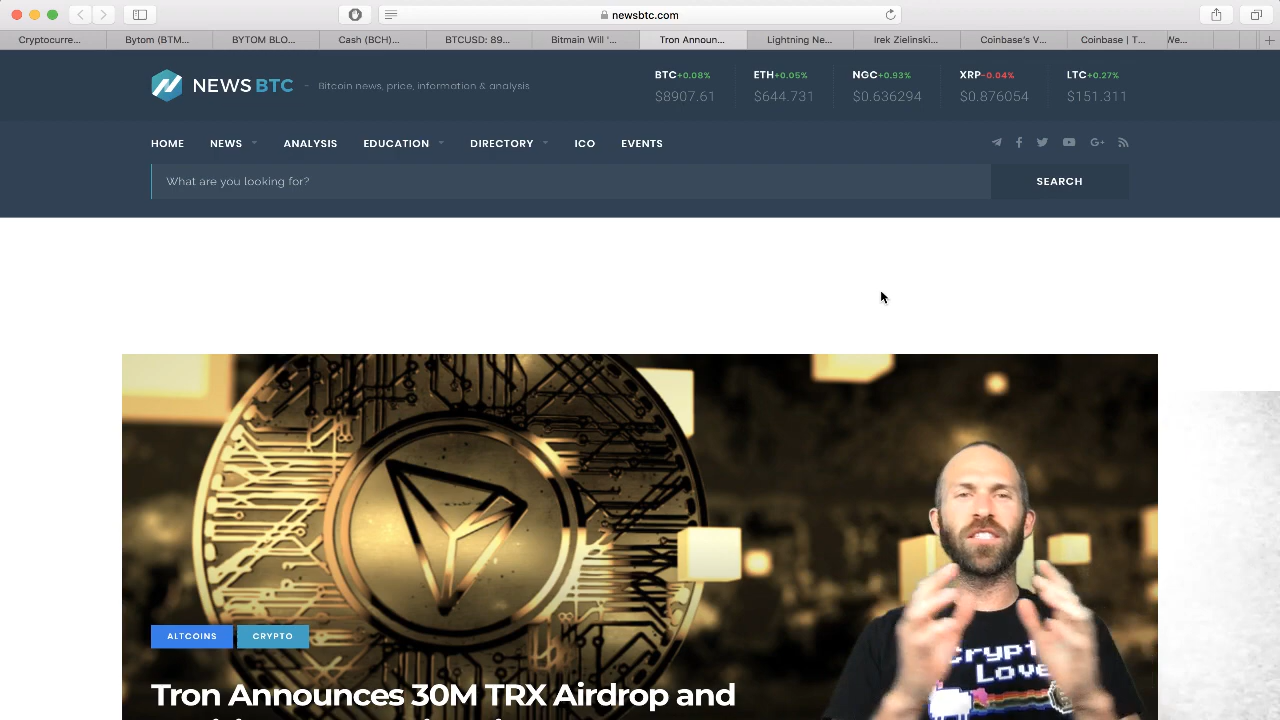 newsbtc.com
Cryptocurre... Bytom (BTM... BYTOM BLO... Cash (BCH)... BTCUSD: 89... Bitmain Will '... Tron Announ... Lightning Ne... Irek Zielinski... Coinbase's V... Coinbase | T... We...
NEWS BTC - Bitcoin news, price, information & analysis
BTC+0.08% ETH+0.05% NGC+0.93% XRP-0.04% LTC+0.27%
$8907.61 $644.731 $0.636294 $0.876054 $151.311
HOME NEWS ANALYSIS EDUCATION DIRECTORY ICO EVENTS
What are you looking for? SEARCH
ALTCOINS CRYPTO
Crypt
Love
Tron Announces 30M TRX Airdrop and